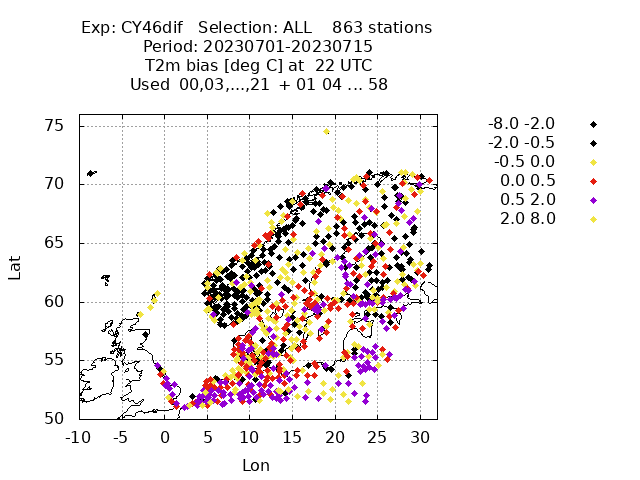 Exp: CY46dif   Selection: ALL    863 stations
Period: 20230701-20230715
T2m bias [deg C] at  22 UTC
Used  00,03,...,21  + 01 04 ... 58
-8.0 -2.0
-2.0 -0.5
-0.5 0.0
0.0 0.5
0.5 2.0
2.0 8.0
75
70
65
60
55
50
Lat
-10 -5 0 5 10 15 20 25 30
Lon